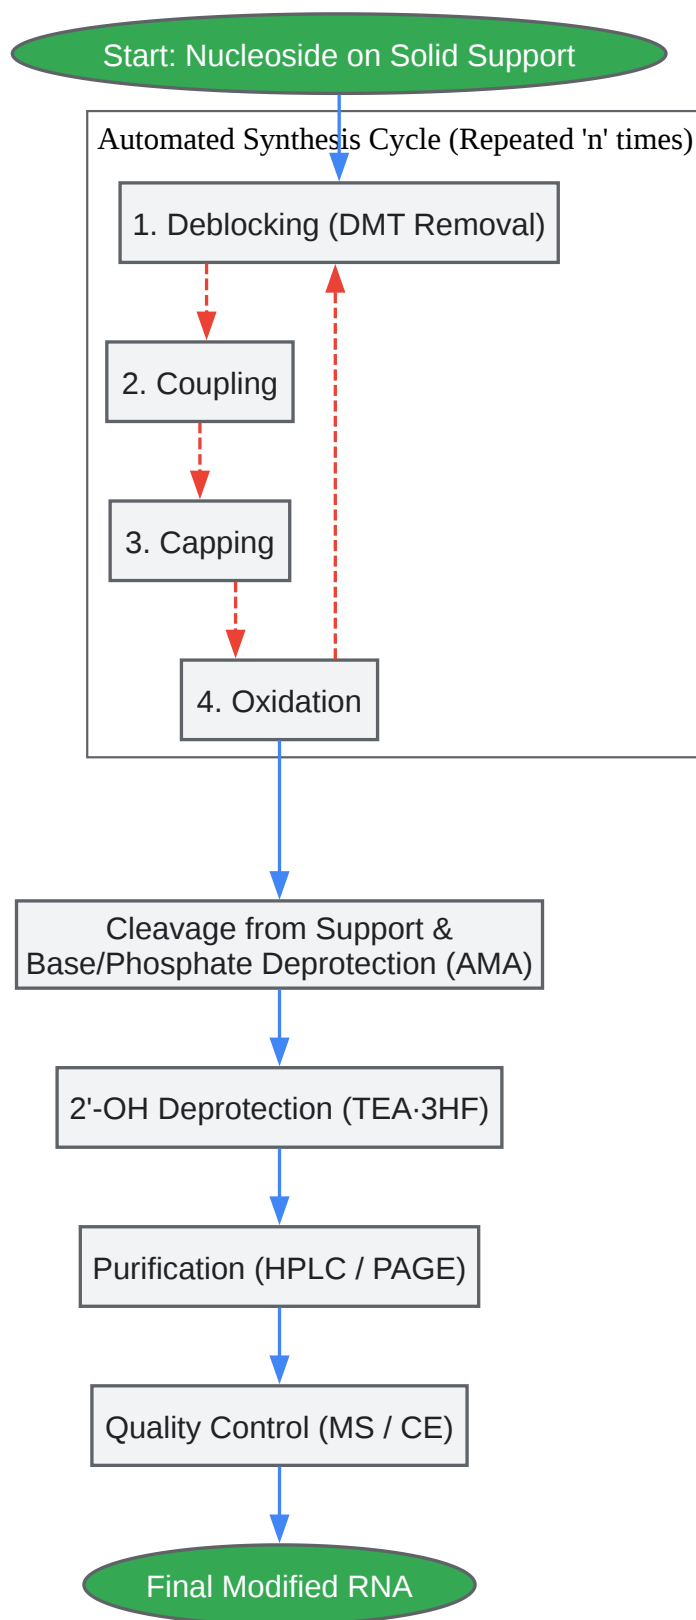 Start: Nucleoside on Solid Support
Automated Synthesis Cycle (Repeated 'n' times)
1. Deblocking (DMT Removal)
2. Coupling
3. Capping
4. Oxidation
Cleavage from Support &
Base/Phosphate Deprotection (AMA)
2'-OH Deprotection (TEA·3HF)
Purification (HPLC / PAGE)
Quality Control (MS / CE)
Final Modified RNA